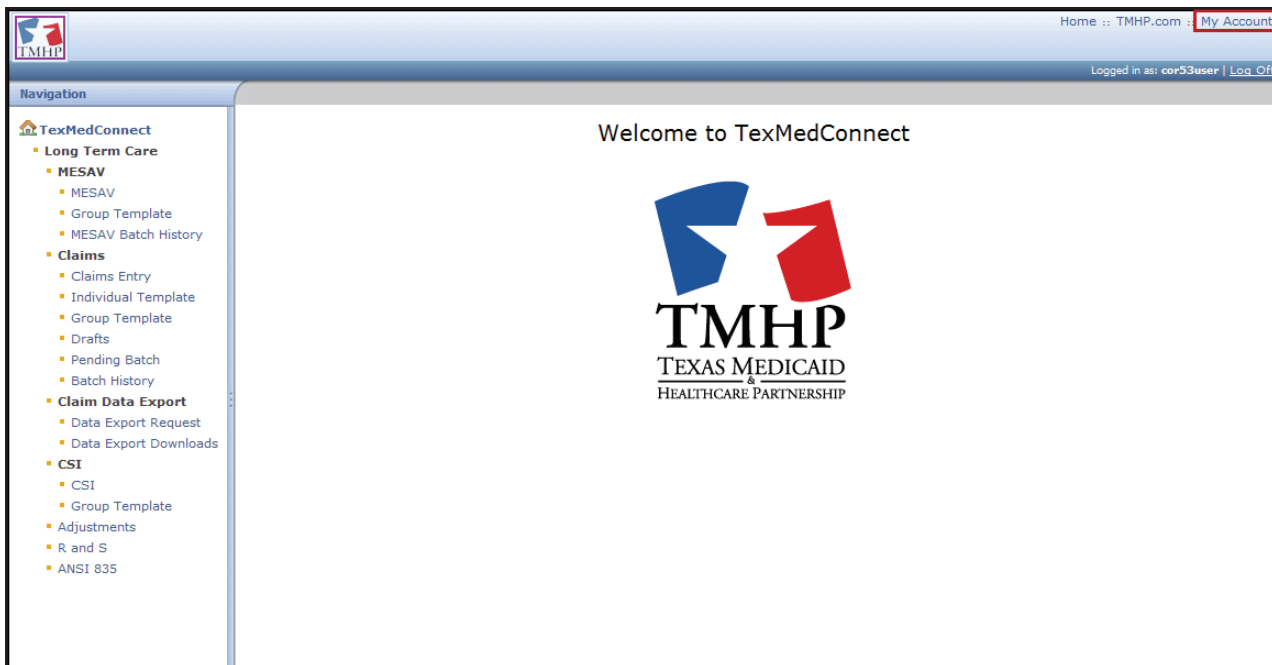 TMHP
Home :: TMHP.com :: My Account
Logged in as: cor53user | Log Off
Navigation
TexMedConnect
Long Term Care
MESAV
MESAV
Group Template
MESAV Batch History
Claims
Claims Entry
Individual Template
Group Template
Drafts
Pending Batch
Batch History
Claim Data Export
Data Export Request
Data Export Downloads
CSI
CSI
Group Template
Adjustments
R and S
ANSI 835
Welcome to TexMedConnect
TMHP
TEXAS MEDICAID
&
HEALTHCARE PARTNERSHIP